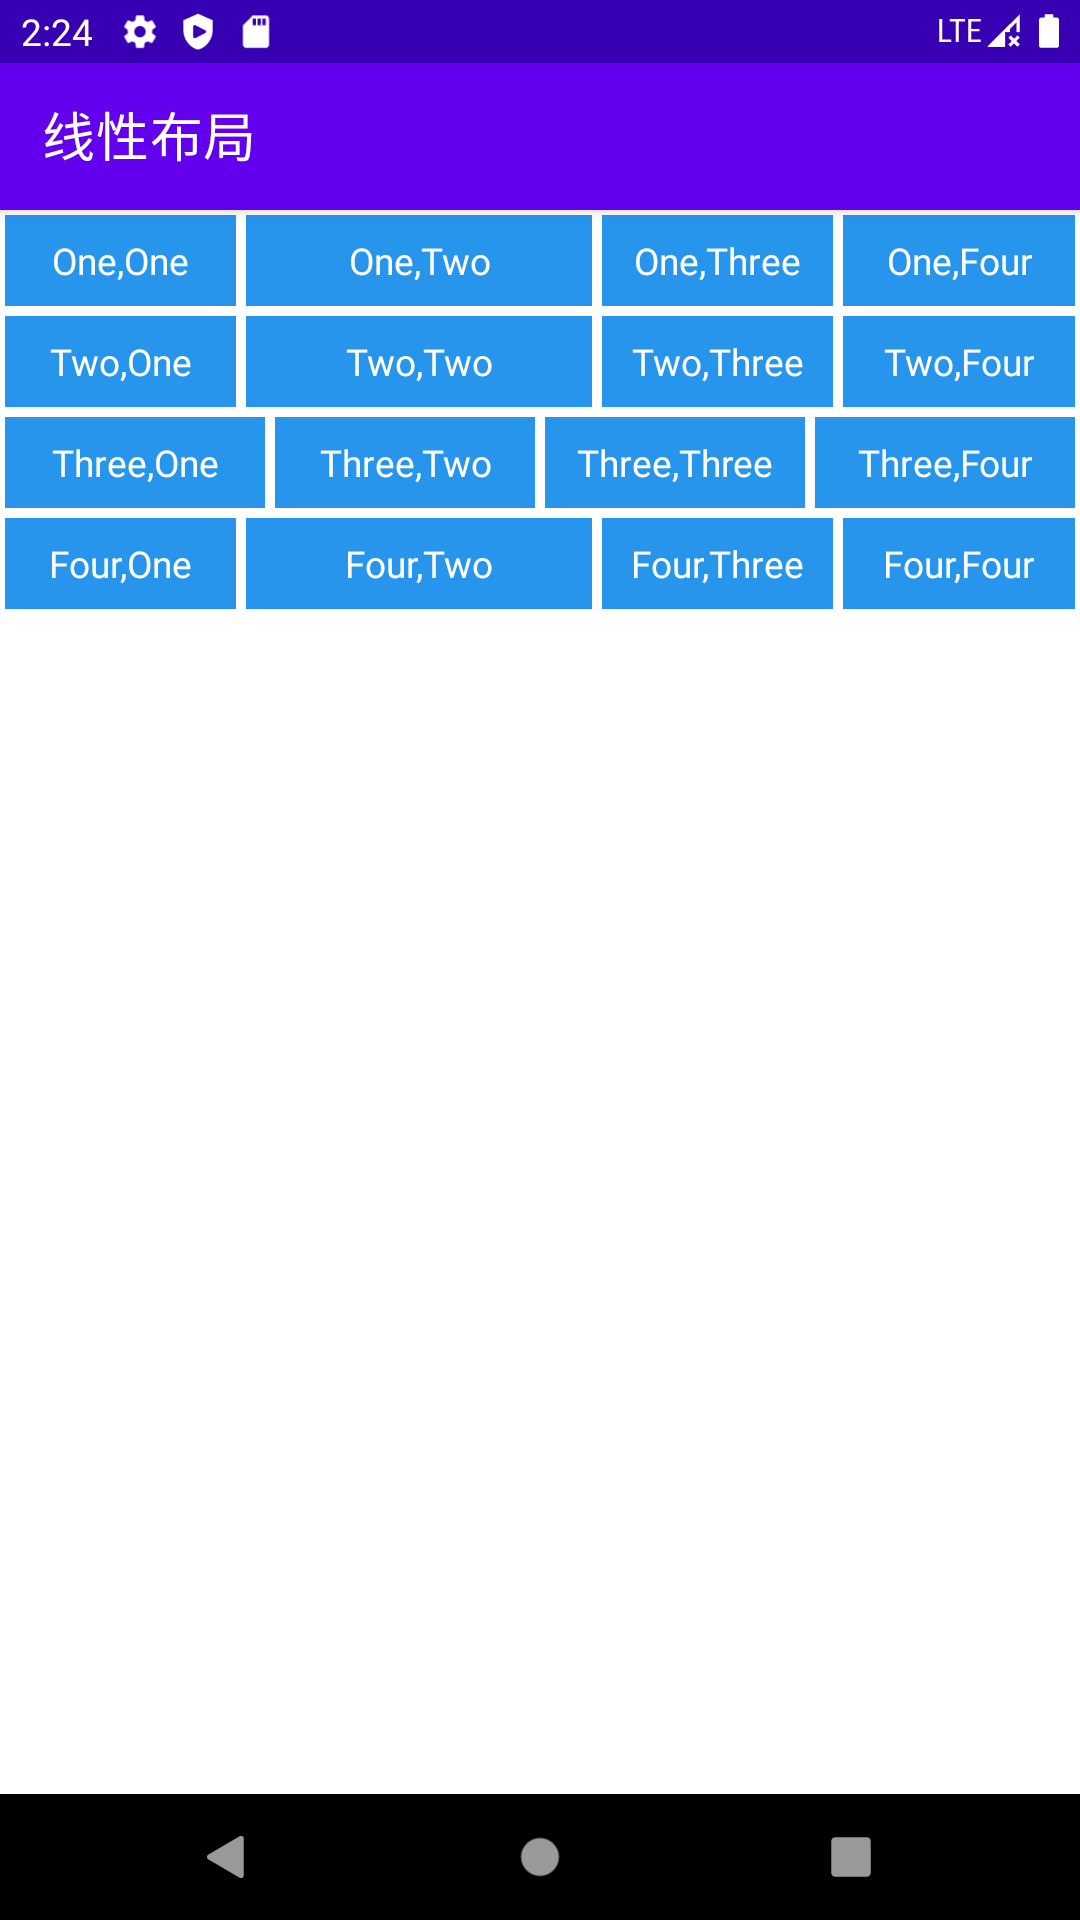 2:24 LTE
线性布局
One,One One,Two One,Three One,Four
Two,One Two,Two Two,Three Two,Four
Three,One Three,Two Three,Three Three,Four
Four,One Four,Two Four,Three Four,Four